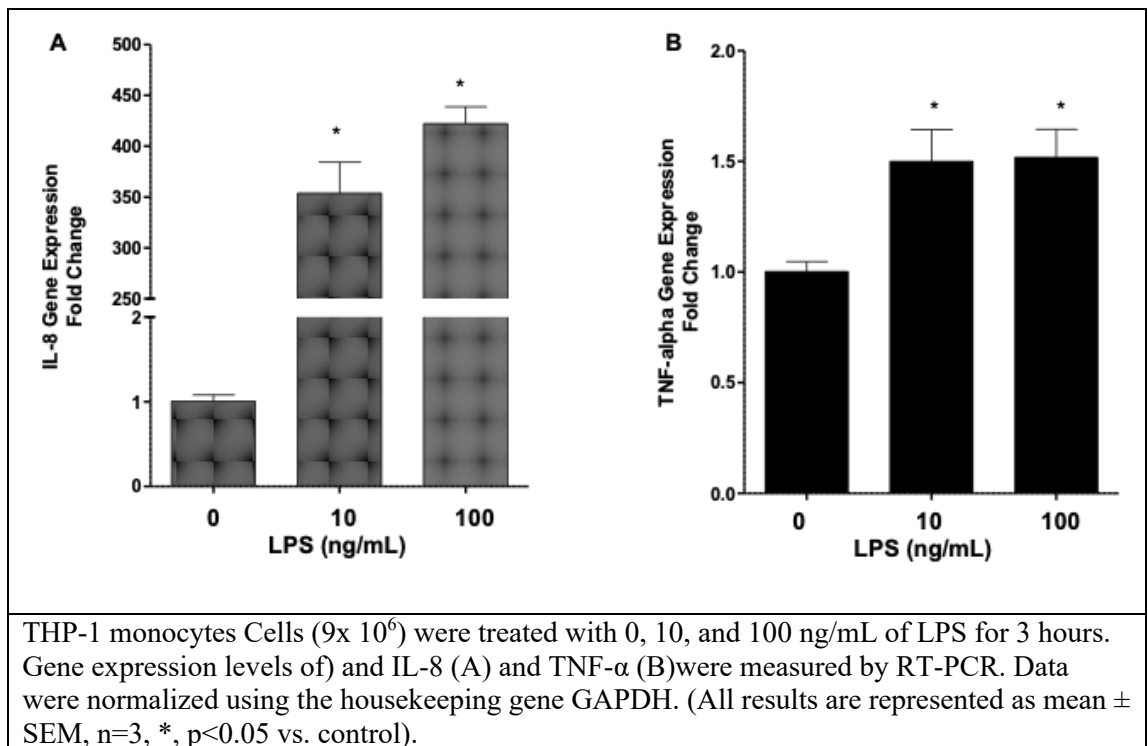 A
500
450
400
350
300
250
2
1
0
IL-8 Gene Expression
Fold Change
*
*
0 10 100
LPS (ng/mL)
B
2.0
1.5
1.0
0.5
0.0
TNF-alpha Gene Expression
Fold Change
*
*
0 10 100
LPS (ng/mL)
THP-1 monocytes Cells (9x 10⁶) were treated with 0, 10, and 100 ng/mL of LPS for 3 hours.
Gene expression levels of) and IL-8 (A) and TNF-α (B)were measured by RT-PCR. Data
were normalized using the housekeeping gene GAPDH. (All results are represented as mean ±
SEM, n=3, *, p<0.05 vs. control).